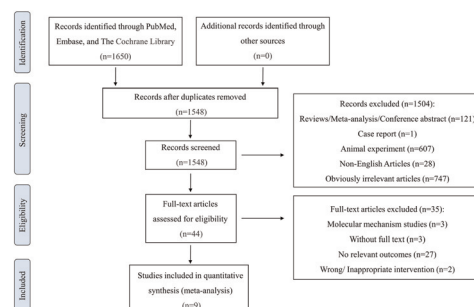 Identification
Records identified through PubMed,
Embase, and The Cochrane Library
(n=1650)
Additional records identified through
other sources
(n=0)
Screening
Records after duplicates removed
(n=1548)
Records screened
(n=1548)
Records excluded (n=1504):
Reviews/Meta-analysis/Conference abstract (n=121)
Case report (n=1)
Animal experiment (n=607)
Non-English Articles (n=28)
Obviously irrelevant articles (n=747)
Eligibility
Full-text articles
assessed for eligibility
(n=44)
Full-text articles excluded (n=35):
Molecular mechanism studies (n=3)
Without full text (n=3)
No relevant outcomes (n=27)
Wrong/ Inappropriate intervention (n=2)
Included
Studies included in quantitative
synthesis (meta-analysis)
(n=9)